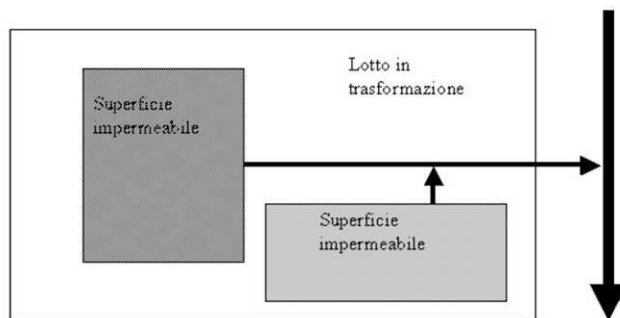 Lotto in
trasformazione
Superficie
impermeabile
Superficie
impermeabile